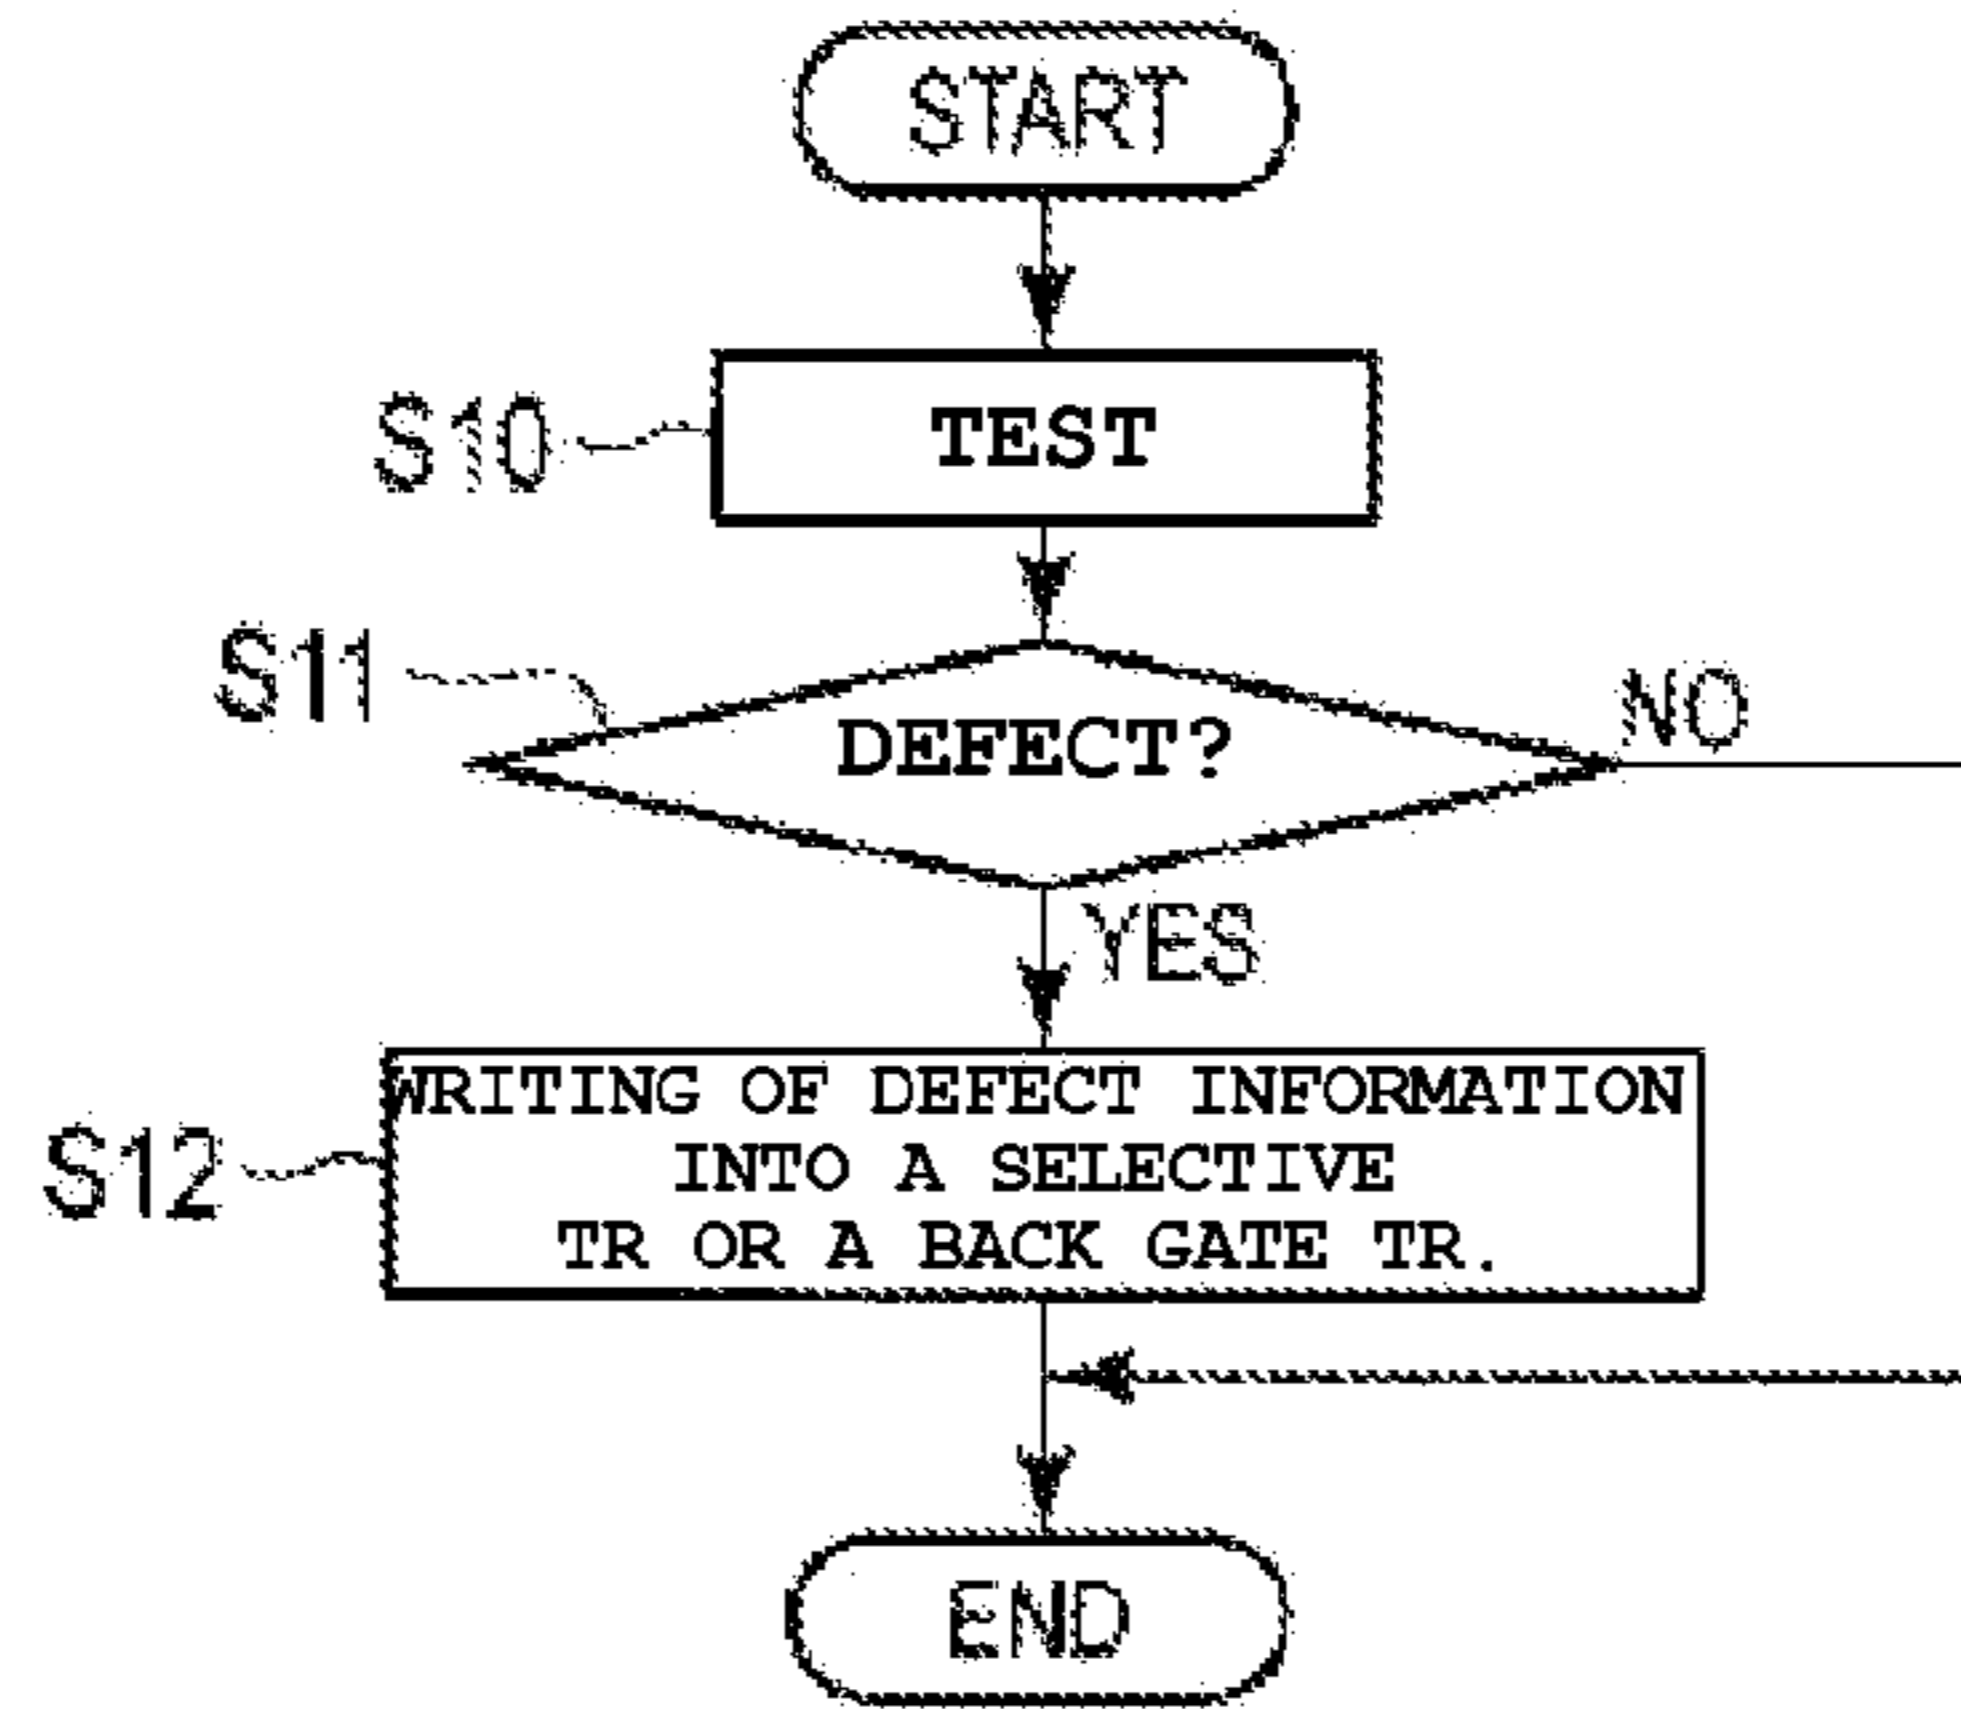 START
S10
TEST
S11
DEFECT?
NO
YES
S12
WRITING OF DEFECT INFORMATION
INTO A SELECTIVE
TR OR A BACK GATE TR.
END